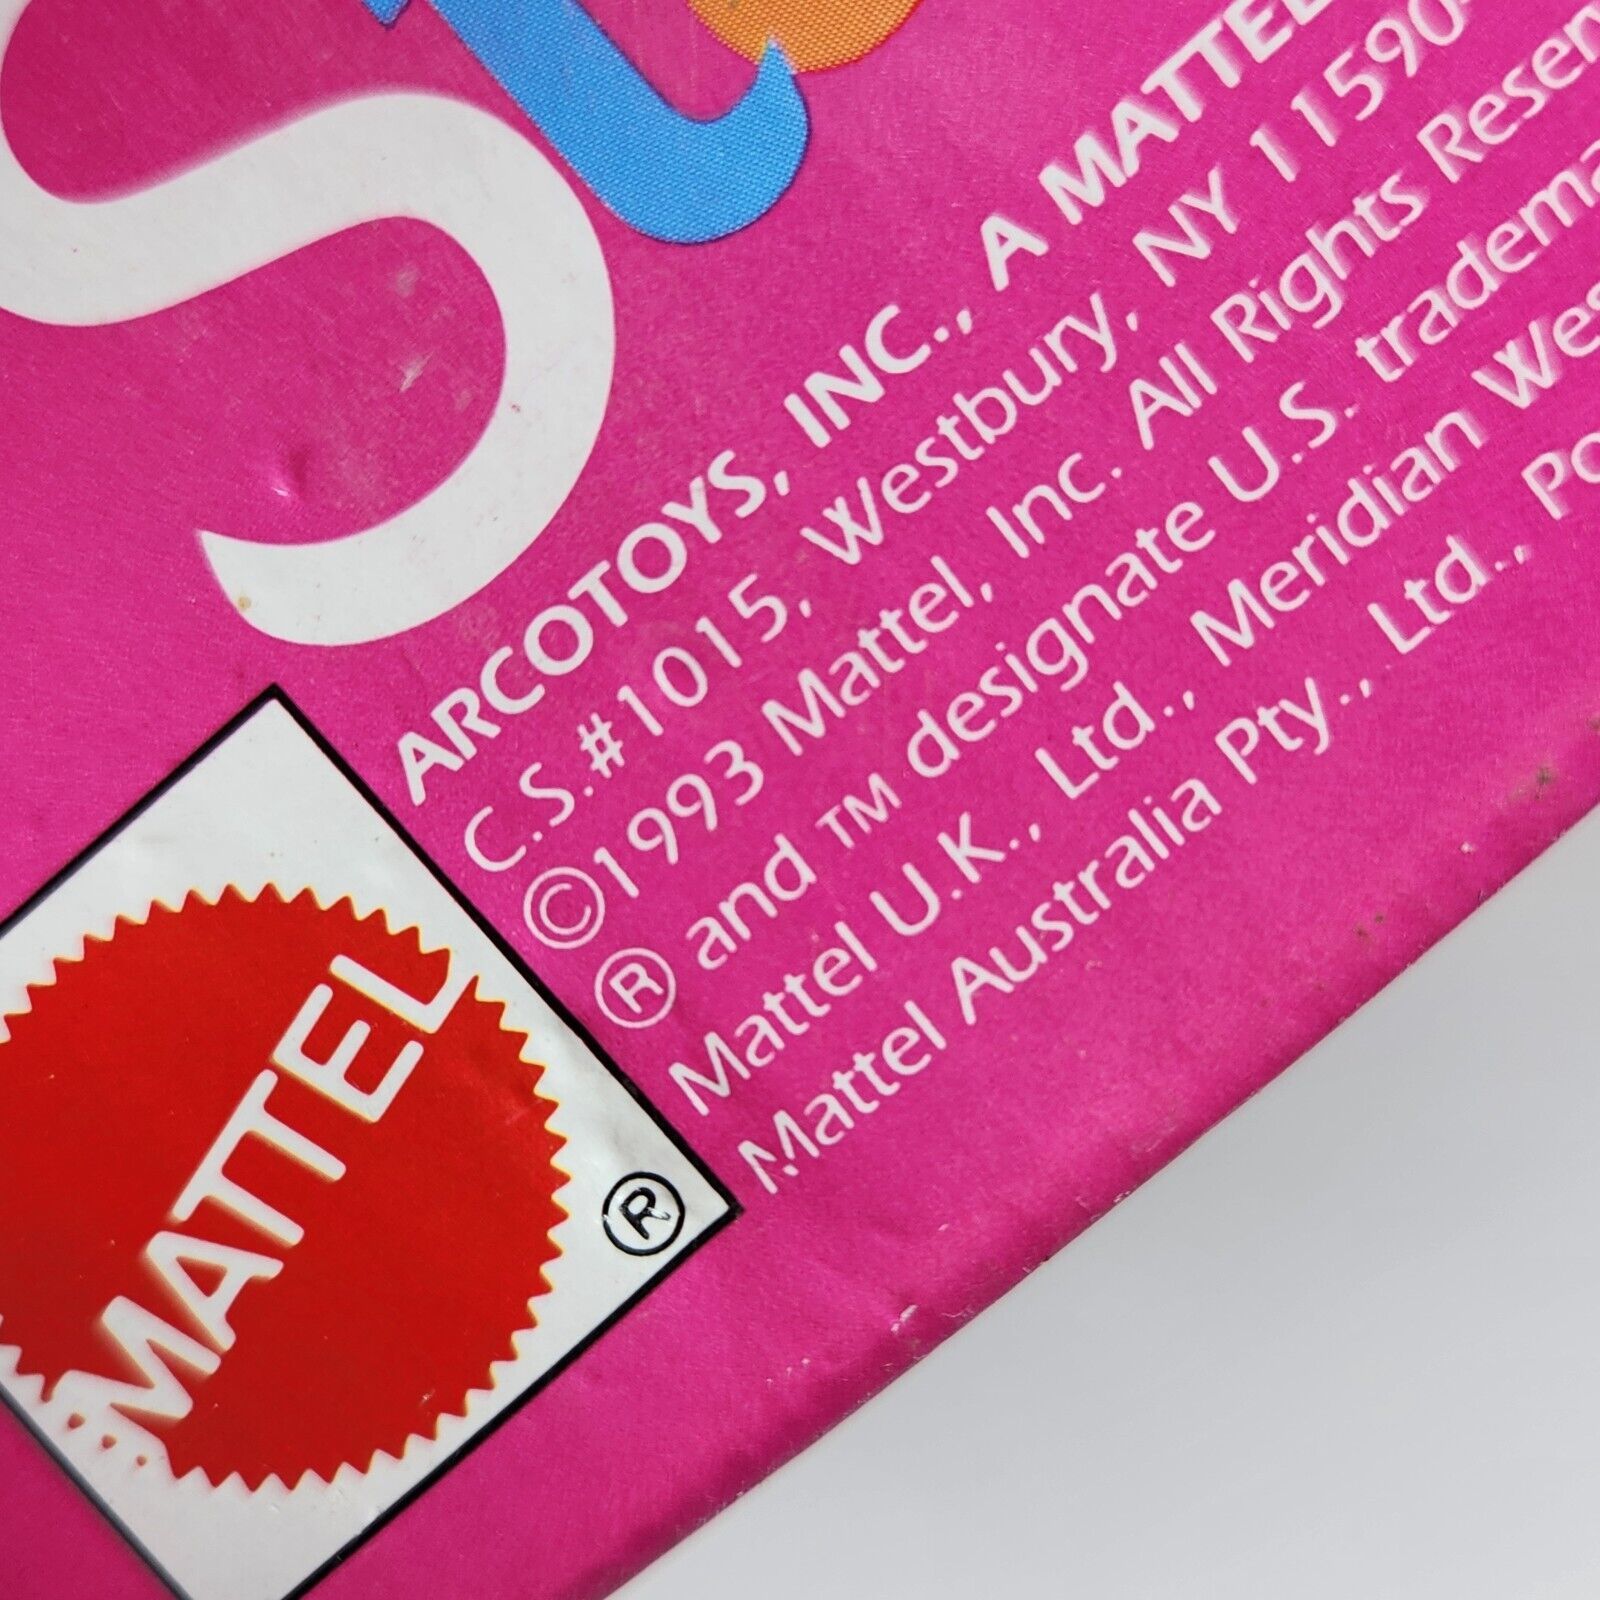 St
ARCOTOYS, INC., A MATTEL
C.S.#1015, Westbury, NY 11590-
©1993 Mattel, Inc. All Rights
® and ™ designate U.S.
Mattel U.K., Ltd., Meridian
Mattel Australia Pty., Ltd.,
MATTEL
®